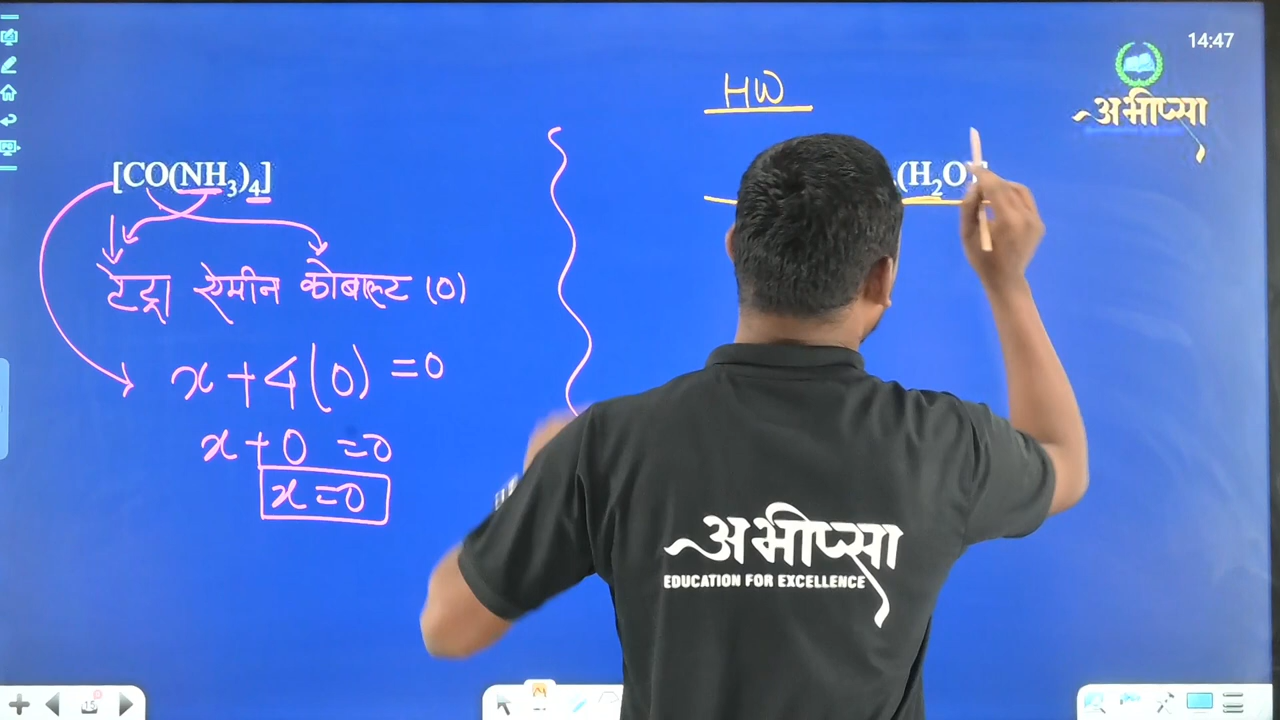 14:47
अभीप्सा
HW
[CO(NH₃)₄]
(H₂O)
टेट्रा ऐमीन कोबाल्ट (0)
x+4(0) =0
x+0 =0
x=0
अभीप्सा
EDUCATION FOR EXCELLENCE
15